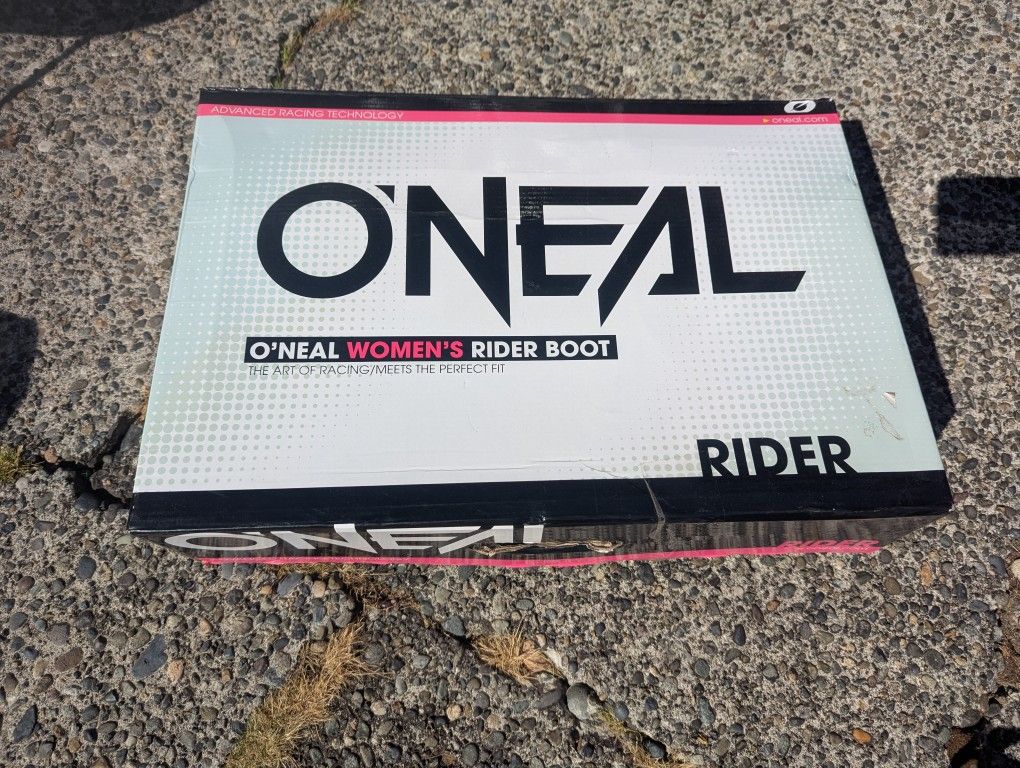 ADVANCED RACING TECHNOLOGY
oneal.com
O'NEAL
O'NEAL WOMEN'S RIDER BOOT
THE ART OF RACING/MEETS THE PERFECT FIT
RIDER
O'NEAL
RIDER